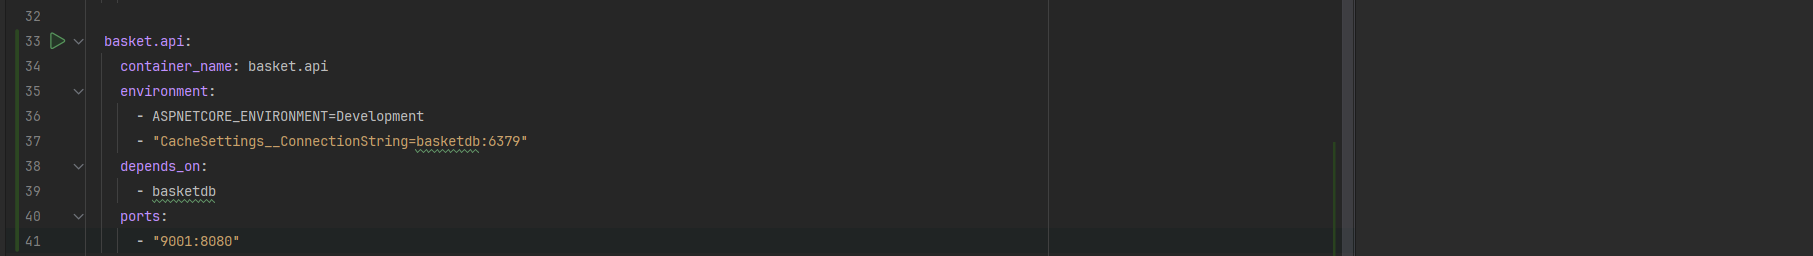 32
33 basket.api:
34 container_name: basket.api
35 environment:
36 - ASPNETCORE_ENVIRONMENT=Development
37 - "CacheSettings__ConnectionString=basketdb:6379"
38 depends_on:
39 - basketdb
40 ports:
41 - "9001:8080"